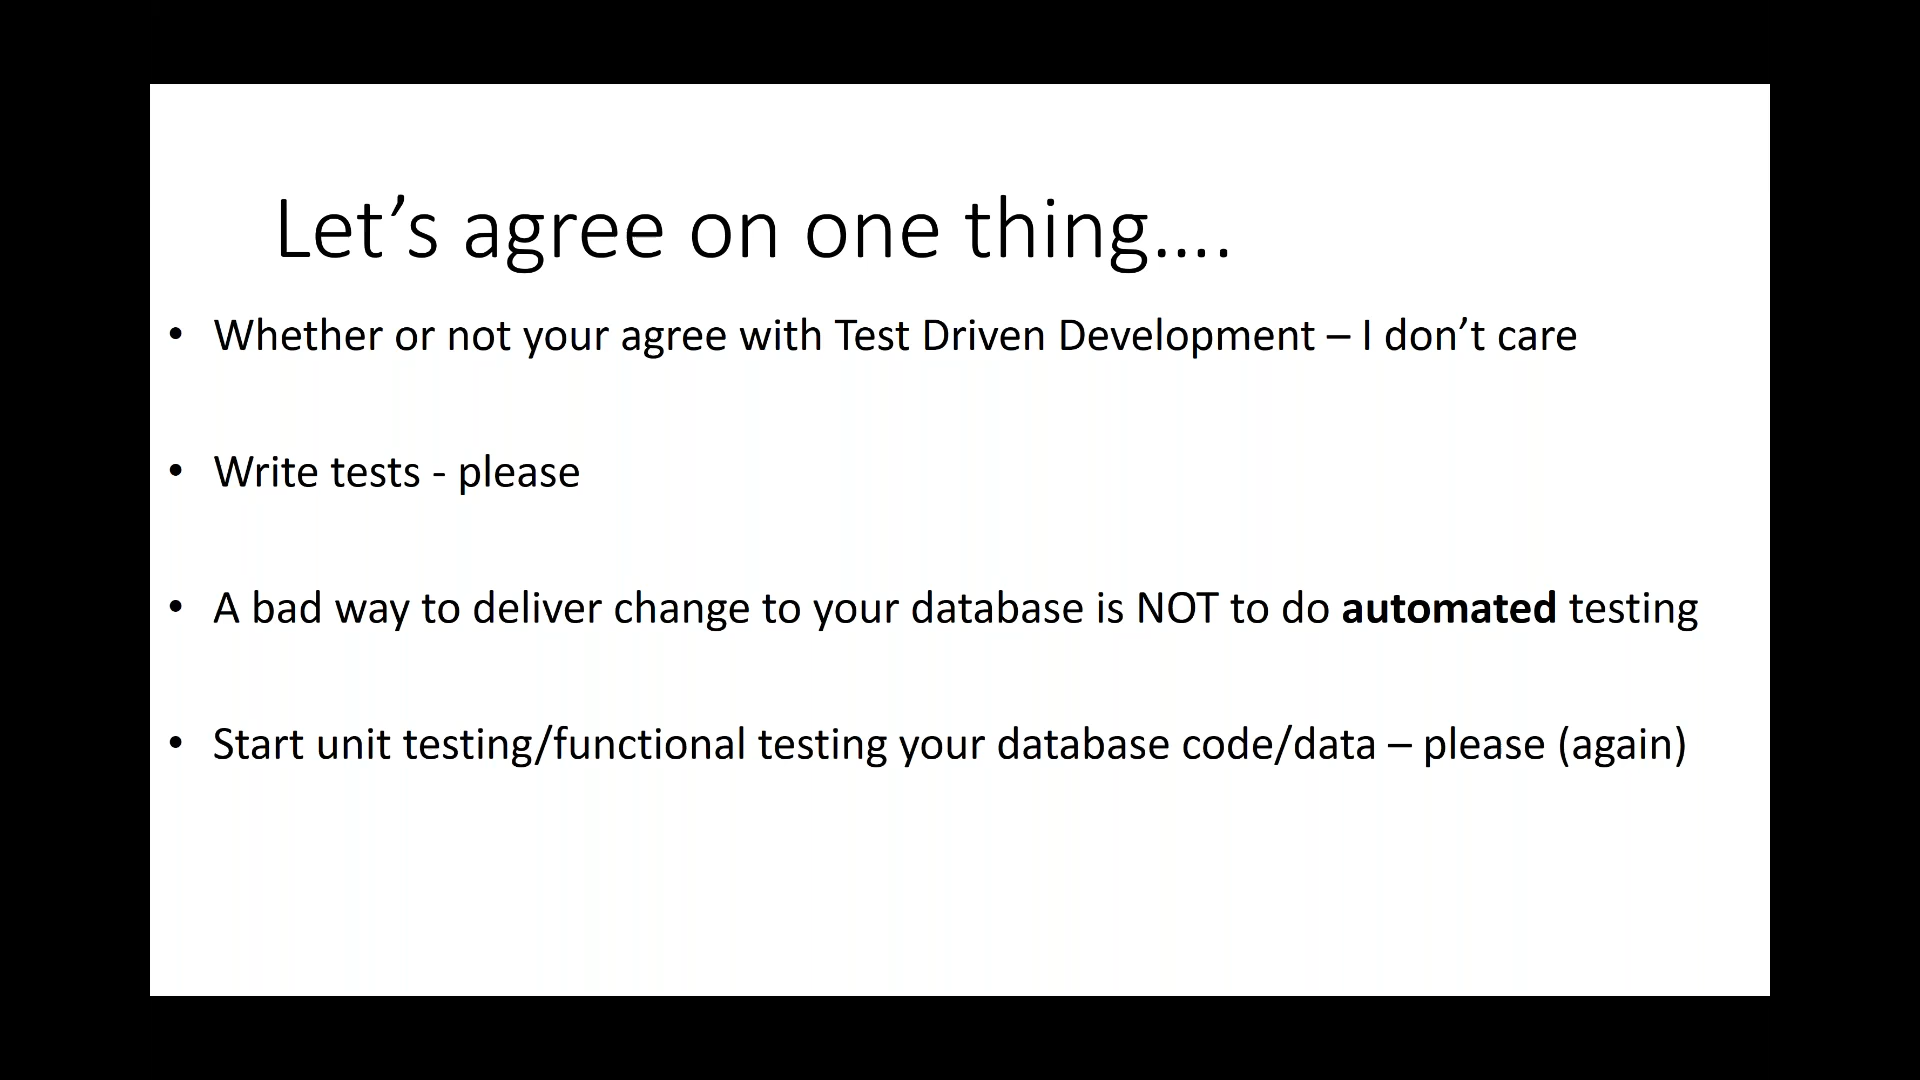 Let’s agree on one thing….
• Whether or not your agree with Test Driven Development – I don’t care
• Write tests - please
• A bad way to deliver change to your database is NOT to do automated testing
• Start unit testing/functional testing your database code/data – please (again)